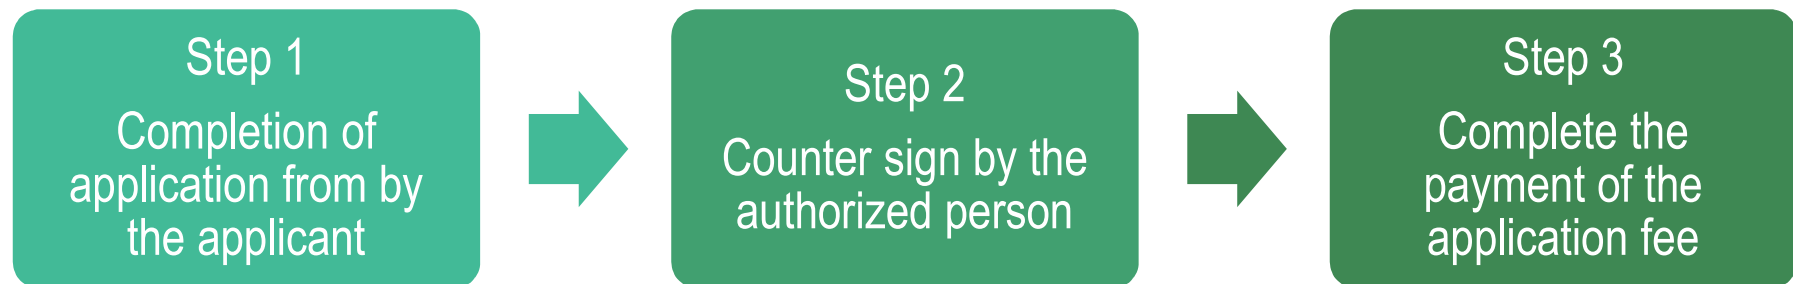 Step 1
Completion of
application from by
the applicant
Step 2
Counter sign by the
authorized person
Step 3
Complete the
payment of the
application fee